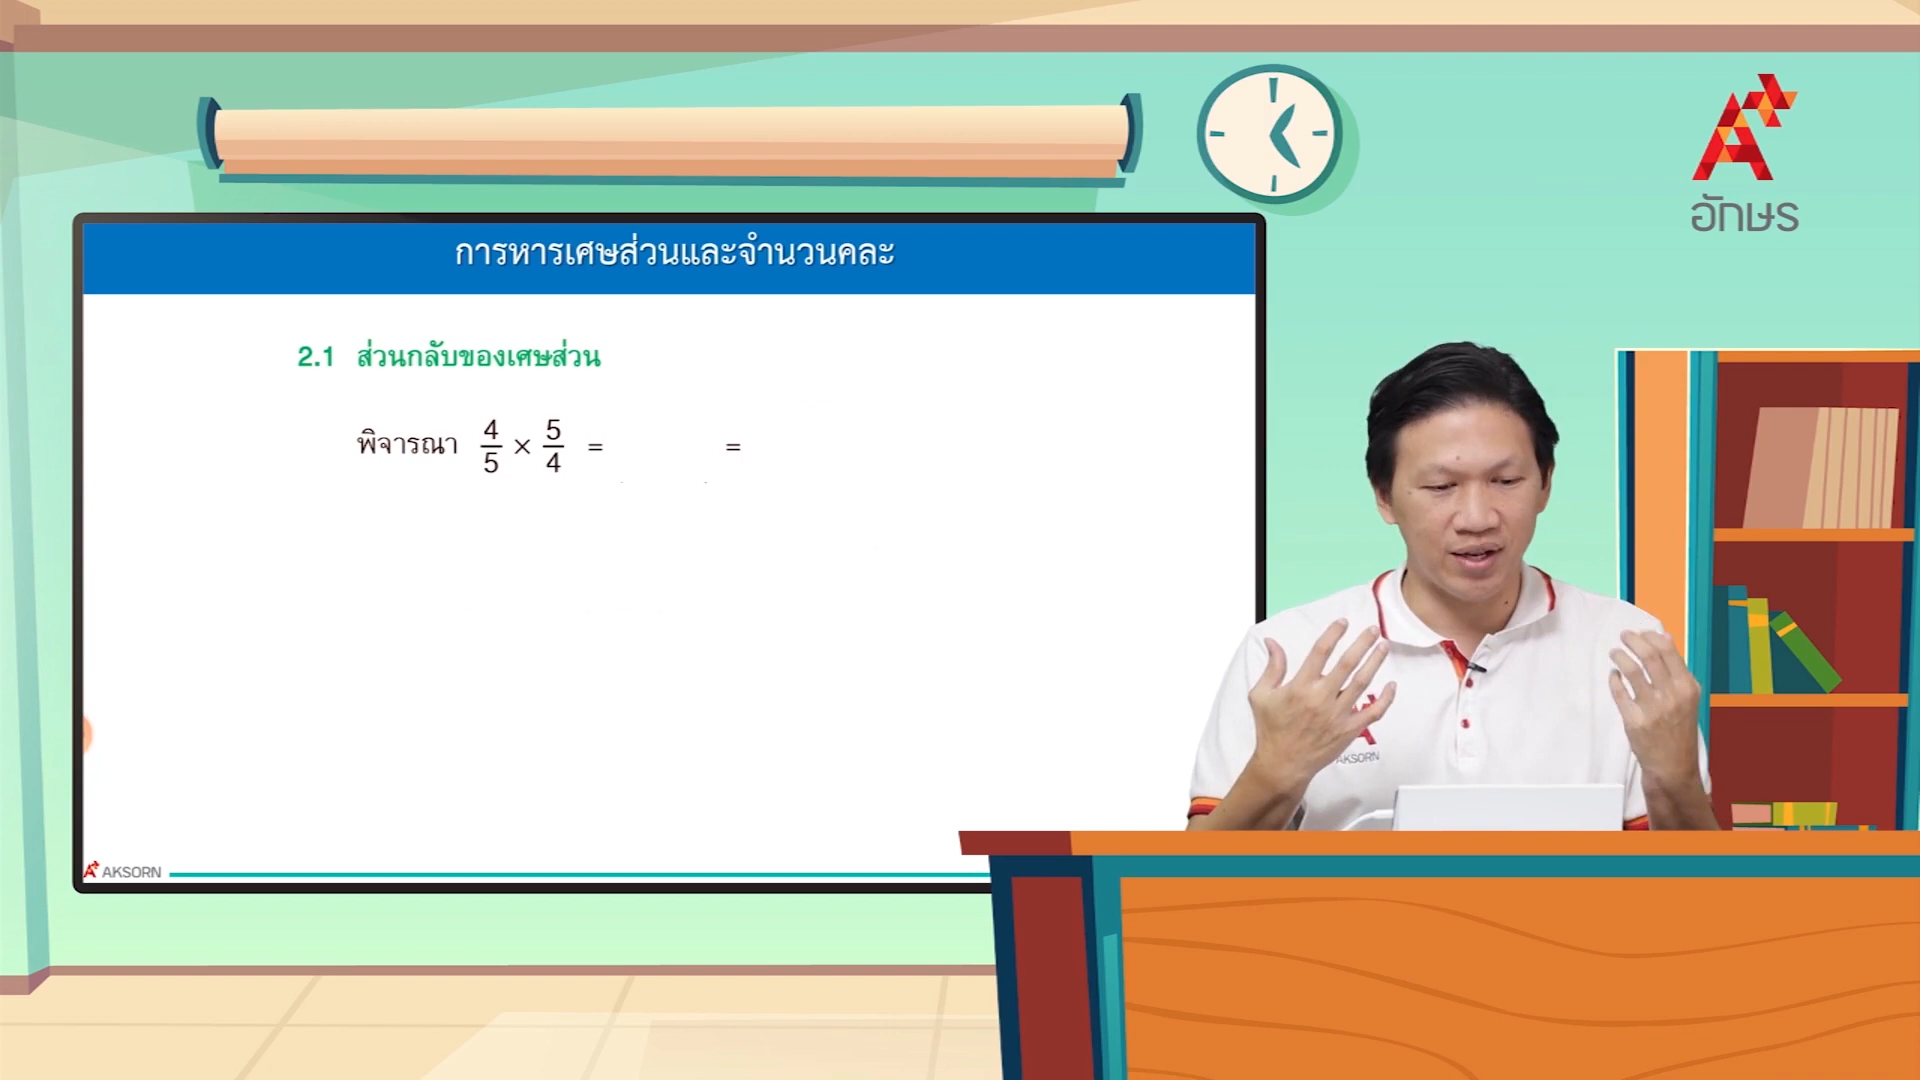 อักษร
การหารเศษส่วนและจำนวนคละ
2.1 ส่วนกลับของเศษส่วน
พิจารณา 4/5 × 5/4 = =
AKSORN
AKSORN